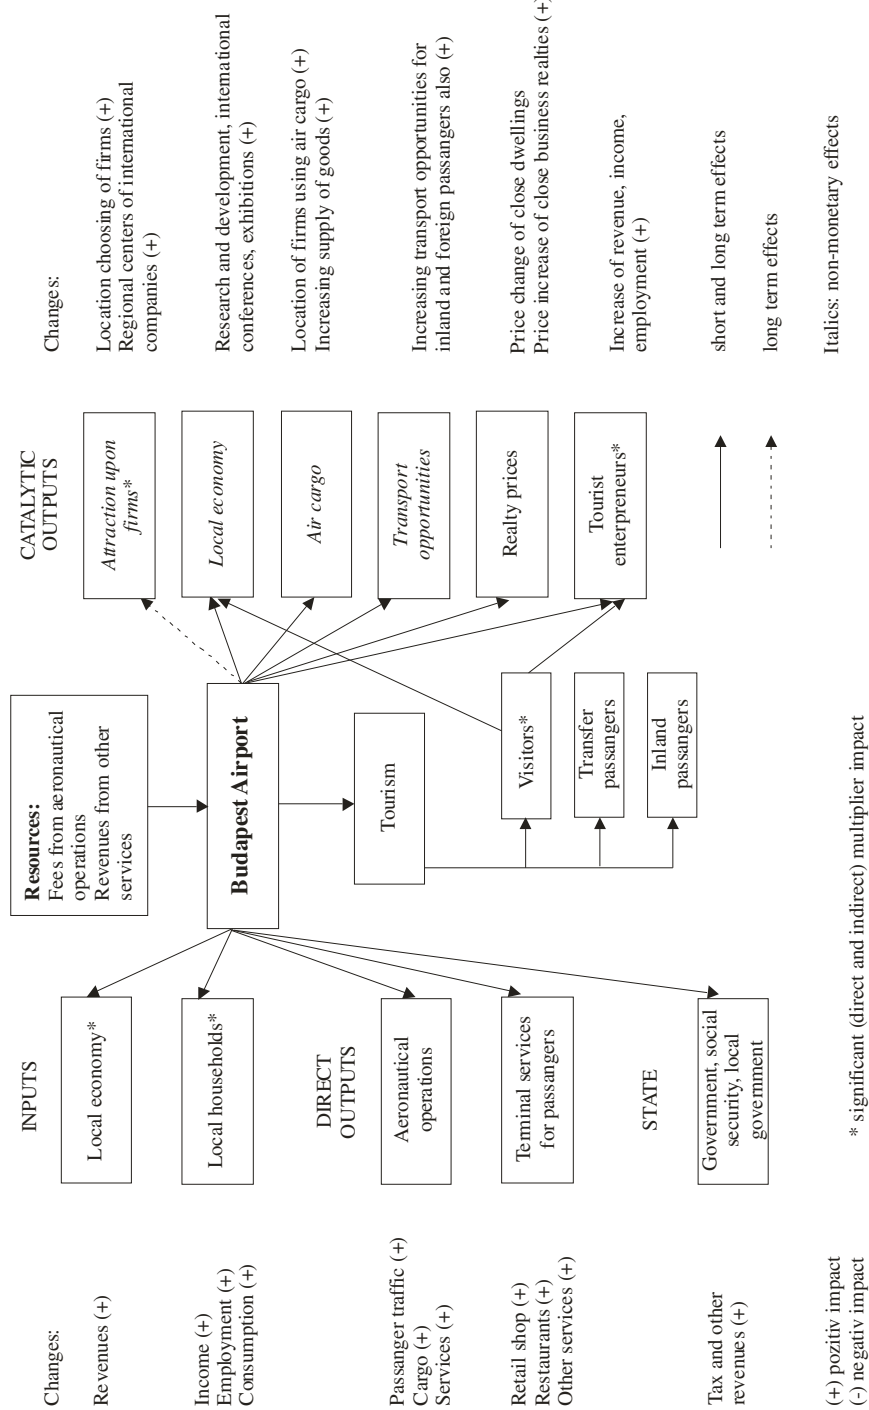 Changes:
Revenues (+)
Income (+)
Employment (+)
Consumption (+)
Passanger traffic (+)
Cargo (+)
Services (+)
Retail shop (+)
Restaurants (+)
Other services (+)
Tax and other
revenues (+)
(+) pozitiv impact
(-) negativ impact
INPUTS
Local economy*
Local households*
DIRECT
OUTPUTS
Aeronautical
operations
Terminal services
for passangers
STATE
Government, social
security, local
government
* significant (direct and indirect) multiplier impact
Resources:
Fees from aeronautical
operations
Revenues from other
services
Budapest Airport
Tourism
Visitors*
Transfer
passangers
Inland
passangers
CATALYTIC
OUTPUTS
Attraction upon
firms*
Local economy
Air cargo
Transport
opportunities
Realty prices
Tourist
enterpreneurs*
Changes:
Location choosing of firms (+)
Regional centers of international
companies (+)
Research and development, international
conferences, exhibitions (+)
Location of firms using air cargo (+)
Increasing supply of goods (+)
Increasing transport opportunities for
inland and foreign passangers also (+)
Price change of close dwellings
Price increase of close business realties (+)
Increase of revenue, income,
employment (+)
short and long term effects
long term effects
Italics: non-monetary effects